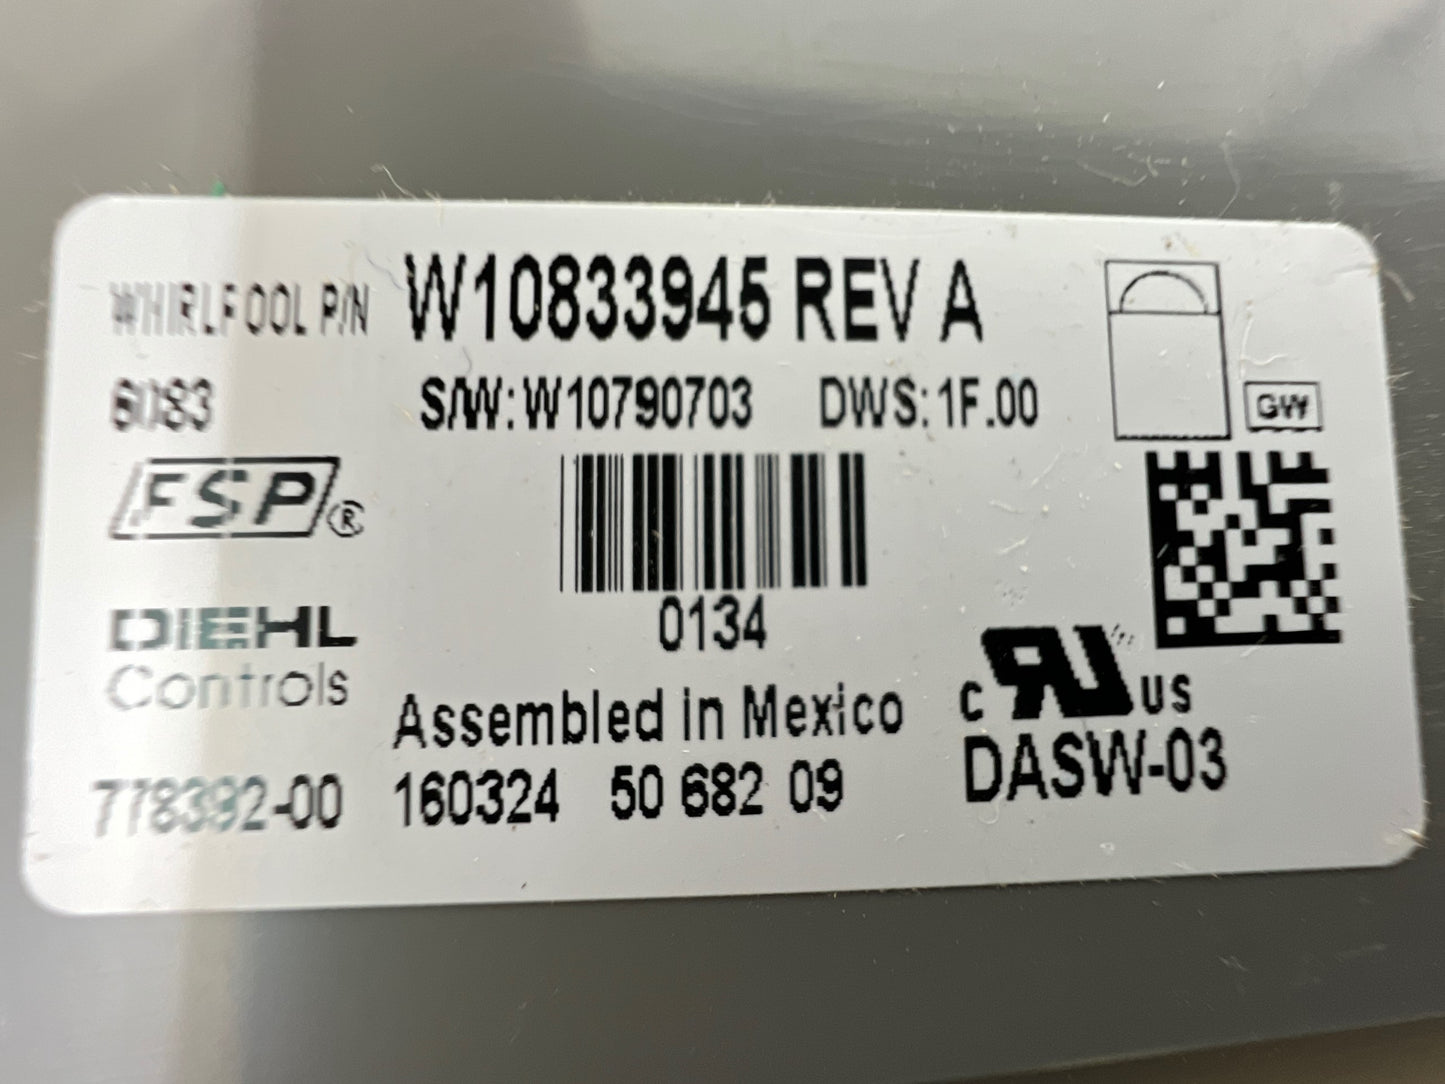 WHIRLPOOL P/N W10833945 REV A
6083 S/W: W10790703 DWS: 1F.00
GW
FSP®
0134
DIEHL
Controls
Assembled in Mexico
C RU US
DASW-03
778392-00 160324 50 682 09